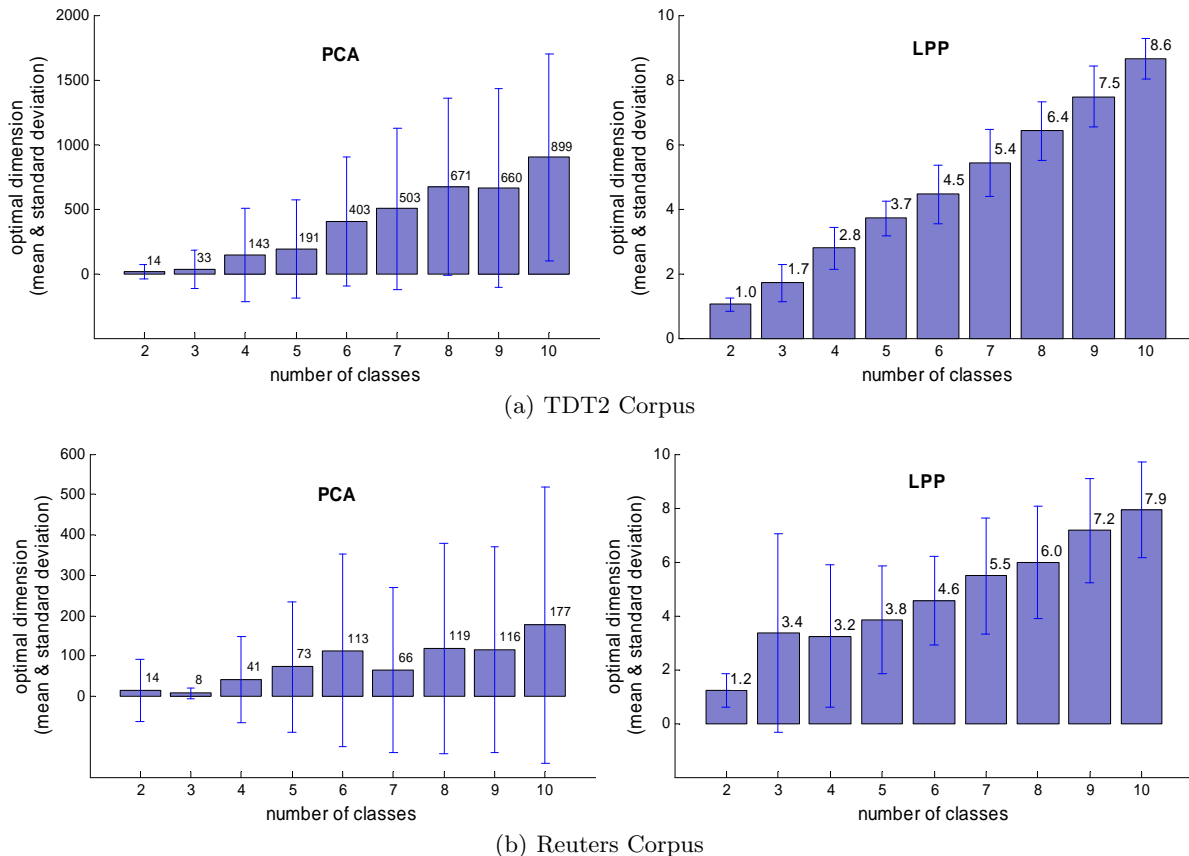 PCA
optimal dimension
(mean & standard deviation)
2000
1500
1000
500
0
14
33
143
191
403
503
671
660
899
2 3 4 5 6 7 8 9 10
number of classes
LPP
optimal dimension
(mean & standard deviation)
8
6
4
2
0
1.0
1.7
2.8
3.7
4.5
5.4
6.4
7.5
8.6
2 3 4 5 6 7 8 9 10
number of classes
(a) TDT2 Corpus
PCA
optimal dimension
(mean & standard deviation)
600
500
400
300
200
100
0
14
8
41
73
113
66
119
116
177
2 3 4 5 6 7 8 9 10
number of classes
LPP
optimal dimension
(mean & standard deviation)
10
8
6
4
2
0
1.2
3.4
3.2
3.8
4.6
5.5
6.0
7.2
7.9
2 3 4 5 6 7 8 9 10
number of classes
(b) Reuters Corpus